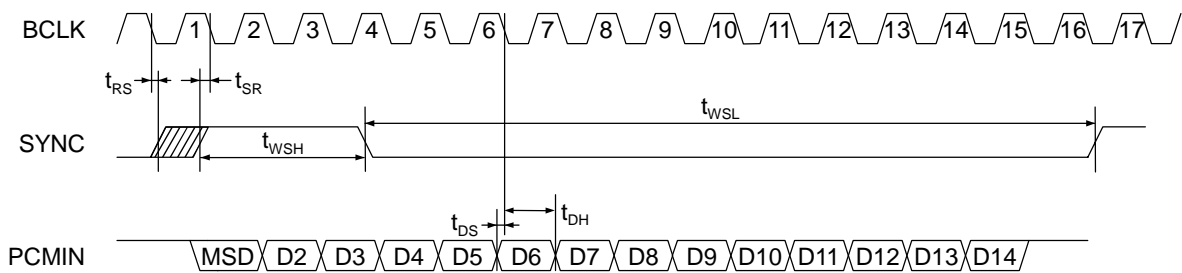 BCLK 1 2 3 4 5 6 7 8 9 10 11 12 13 14 15 16 17
tRS tSR
tWSL
SYNC tWSH
tDS tDH
PCMIN MSD D2 D3 D4 D5 D6 D7 D8 D9 D10 D11 D12 D13 D14